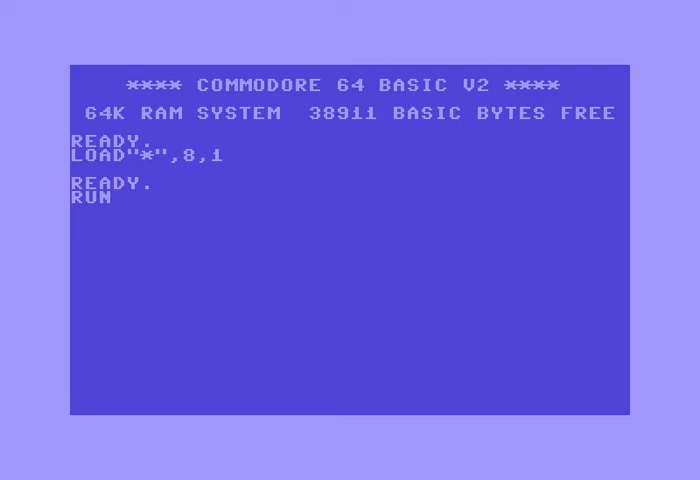 **** COMMODORE 64 BASIC V2 ****
64K RAM SYSTEM  38911 BASIC BYTES FREE
READY.
LOAD"*",8,1
READY.
RUN